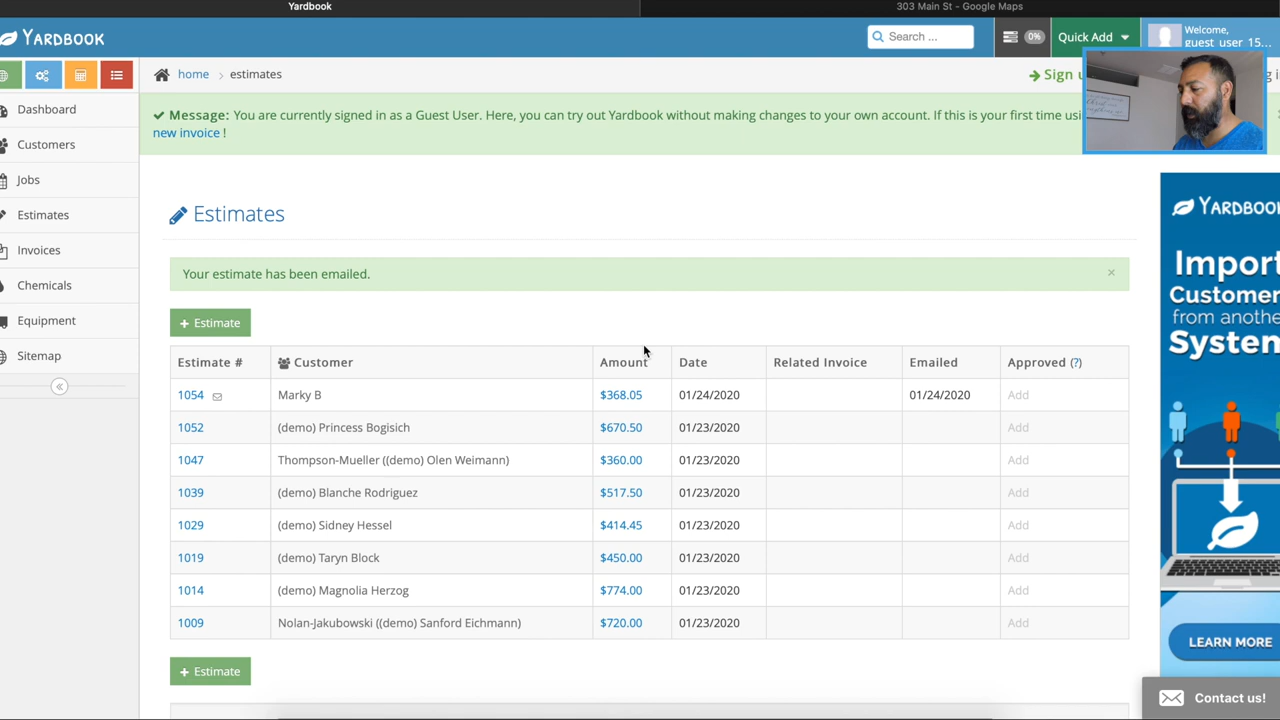 Yardbook
303 Main St - Google Maps
YARDBOOK
Search ...
0%
Quick Add
Welcome,
guest_user_15...
home > estimates
Sign u
g i
Message: You are currently signed in as a Guest User. Here, you can try out Yardbook without making changes to your own account. If this is your first time usi
new invoice !
Dashboard
Customers
Jobs
Estimates
Invoices
Chemicals
Equipment
Sitemap
Estimates
Your estimate has been emailed.
×
+ Estimate
Estimate # Customer Amount Date Related Invoice Emailed Approved (?)
1054 Marky B $368.05 01/24/2020 01/24/2020 Add
1052 (demo) Princess Bogisich $670.50 01/23/2020 Add
1047 Thompson-Mueller ((demo) Olen Weimann) $360.00 01/23/2020 Add
1039 (demo) Blanche Rodriguez $517.50 01/23/2020 Add
1029 (demo) Sidney Hessel $414.45 01/23/2020 Add
1019 (demo) Taryn Block $450.00 01/23/2020 Add
1014 (demo) Magnolia Herzog $774.00 01/23/2020 Add
1009 Nolan-Jakubowski ((demo) Sanford Eichmann) $720.00 01/23/2020 Add
+ Estimate
YARDBOO
Impor
Customer
from anothe
System
LEARN MORE
Contact us!